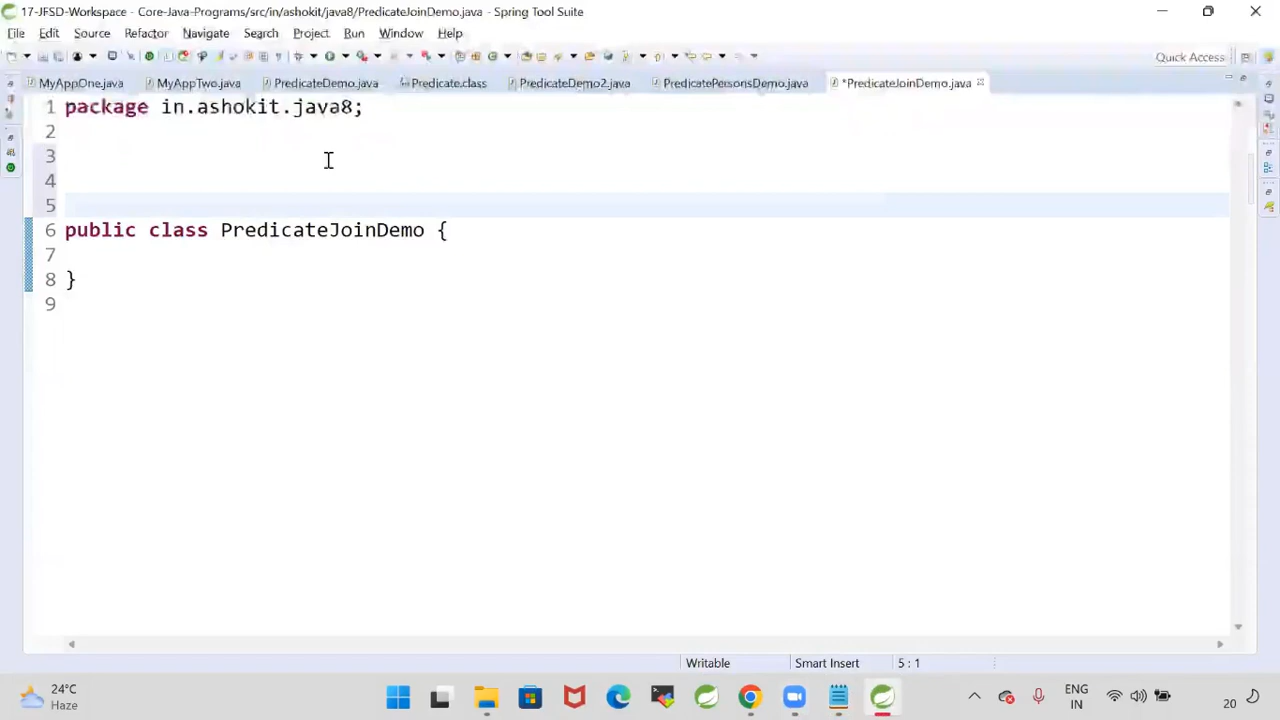 17-JFSD-Workspace - Core-Java-Programs/src/in/ashokit/java8/PredicateJoinDemo.java - Spring Tool Suite
File Edit Source Refactor Navigate Search Project Run Window Help
Quick Access
MyAppOne.java MyAppTwo.java PredicateDemo.java Predicate.class PredicateDemo2.java PredicatePersonsDemo.java *PredicateJoinDemo.java
1 package in.ashokit.java8;
2
3
4
5
6 public class PredicateJoinDemo {
7
8 }
9
Writable Smart Insert 5 : 1
24°C
Haze
ENG
IN
20